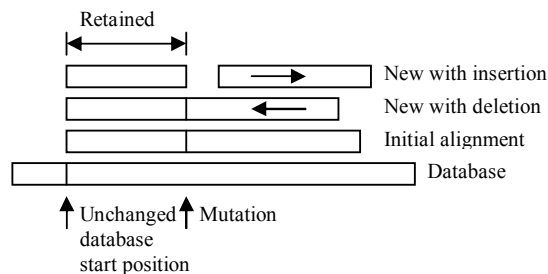 Retained
New with insertion
New with deletion
Initial alignment
Database
Unchanged
database
start position
Mutation